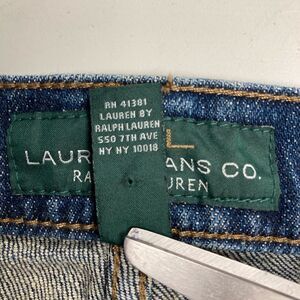 RN 41381
LAUREN BY
RALPH LAUREN
550 7TH AVE
NY NY 10018
LAUR ANS CO.
RA UREN